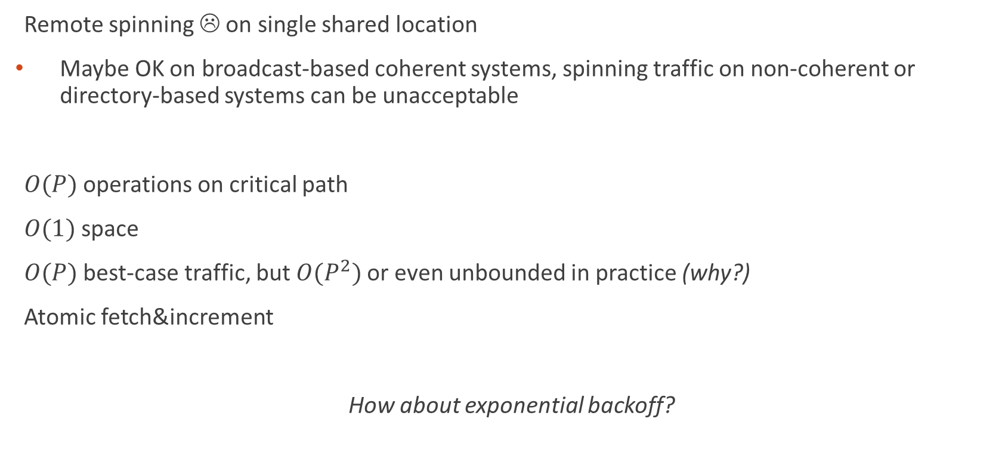 Remote spinning ☹ on single shared location
• Maybe OK on broadcast-based coherent systems, spinning traffic on non-coherent or
directory-based systems can be unacceptable
O(P) operations on critical path
O(1) space
O(P) best-case traffic, but O(P²) or even unbounded in practice (why?)
Atomic fetch&increment
How about exponential backoff?